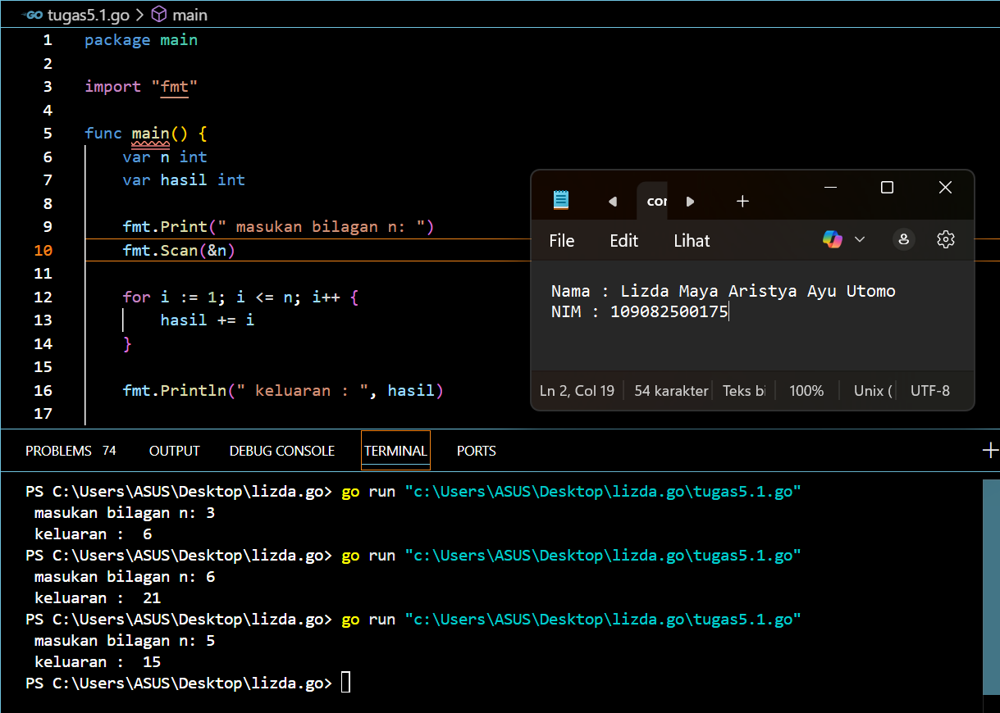 GO tugas5.1.go > main
1 package main
2
3 import "fmt"
4
5 func main() {
6 var n int
7 var hasil int
8
9 fmt.Print(" masukan bilagan n: ")
10 fmt.Scan(&n)
11
12 for i := 1; i <= n; i++ {
13 hasil += i
14 }
15
16 fmt.Println(" keluaran : ", hasil)
17
File Edit Lihat
Nama : Lizda Maya Aristya Ayu Utomo
NIM : 109082500175
Ln 2, Col 19 54 karakter Teks 100% Unix ( UTF-8
PROBLEMS 74 OUTPUT DEBUG CONSOLE TERMINAL PORTS
PS C:\Users\ASUS\Desktop\lizda.go> go run "c:\Users\ASUS\Desktop\lizda.go\tugas5.1.go"
masukan bilagan n: 3
keluaran :  6
PS C:\Users\ASUS\Desktop\lizda.go> go run "c:\Users\ASUS\Desktop\lizda.go\tugas5.1.go"
masukan bilagan n: 6
keluaran :  21
PS C:\Users\ASUS\Desktop\lizda.go> go run "c:\Users\ASUS\Desktop\lizda.go\tugas5.1.go"
masukan bilagan n: 5
keluaran :  15
PS C:\Users\ASUS\Desktop\lizda.go>